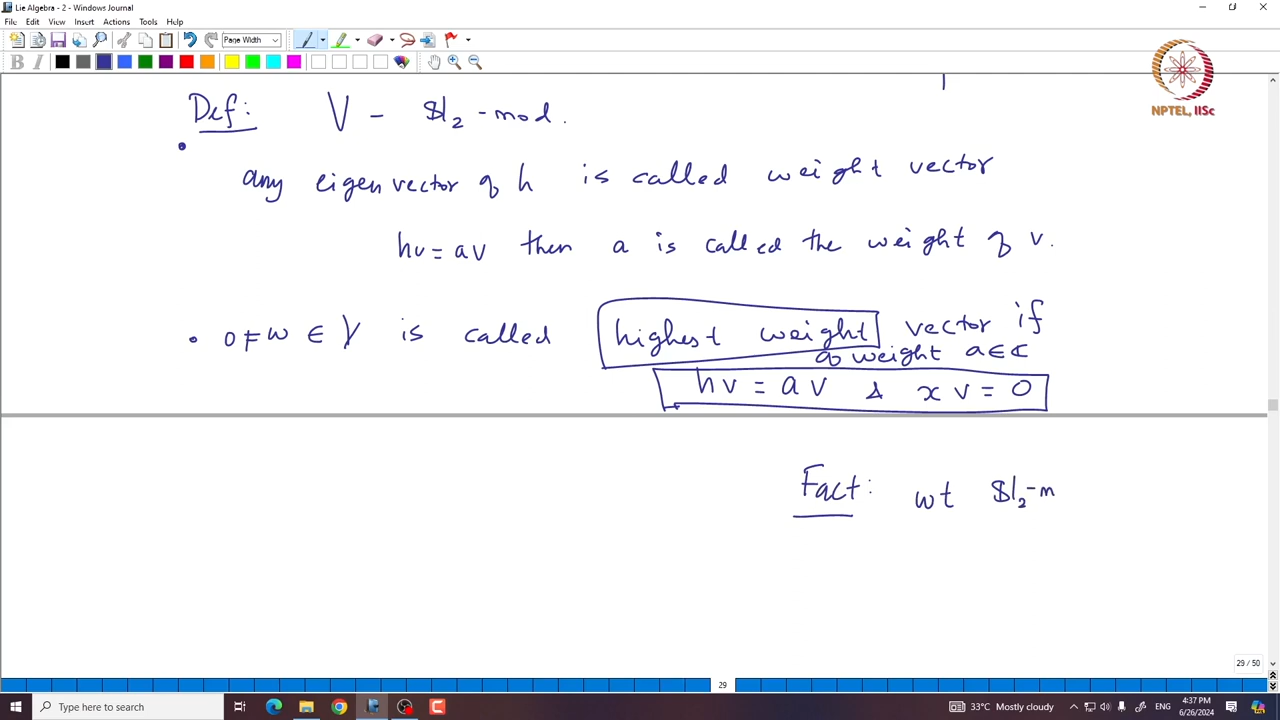 Lie Algebra - 2 - Windows Journal
File Edit View Insert Actions Tools Help
Page Width
NPTEL, IISc
Def: V - sl2 -mod.
any eigen vector of h is called weight vector
hv = av then a is called the weight of v.
• 0 ≠ w ∈ V is called highest weight vector if
of weight a ∈ C
hv = av & x v = 0
Fact: wt sl2-m
29 / 50
29
Type here to search
33°C Mostly cloudy
ENG
4:37 PM
6/26/2024